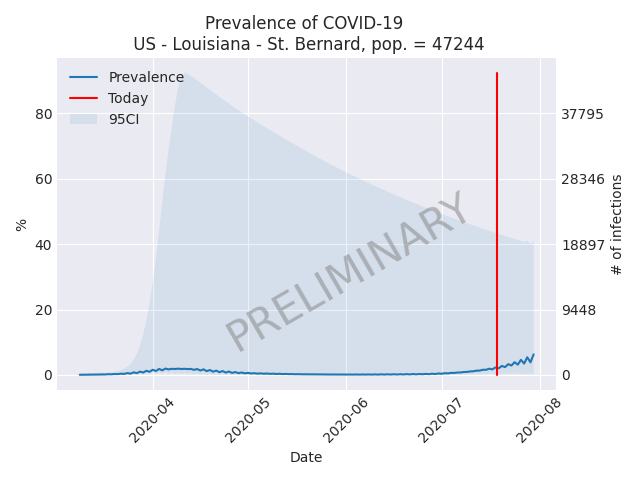 Prevalence of COVID-19
US - Louisiana - St. Bernard, pop. = 47244
Prevalence
Today
95CI
80
60
40
20
0
%
37795
28346
18897
9448
0
# of infections
PRELIMINARY
2020-04
2020-05
2020-06
2020-07
2020-08
Date